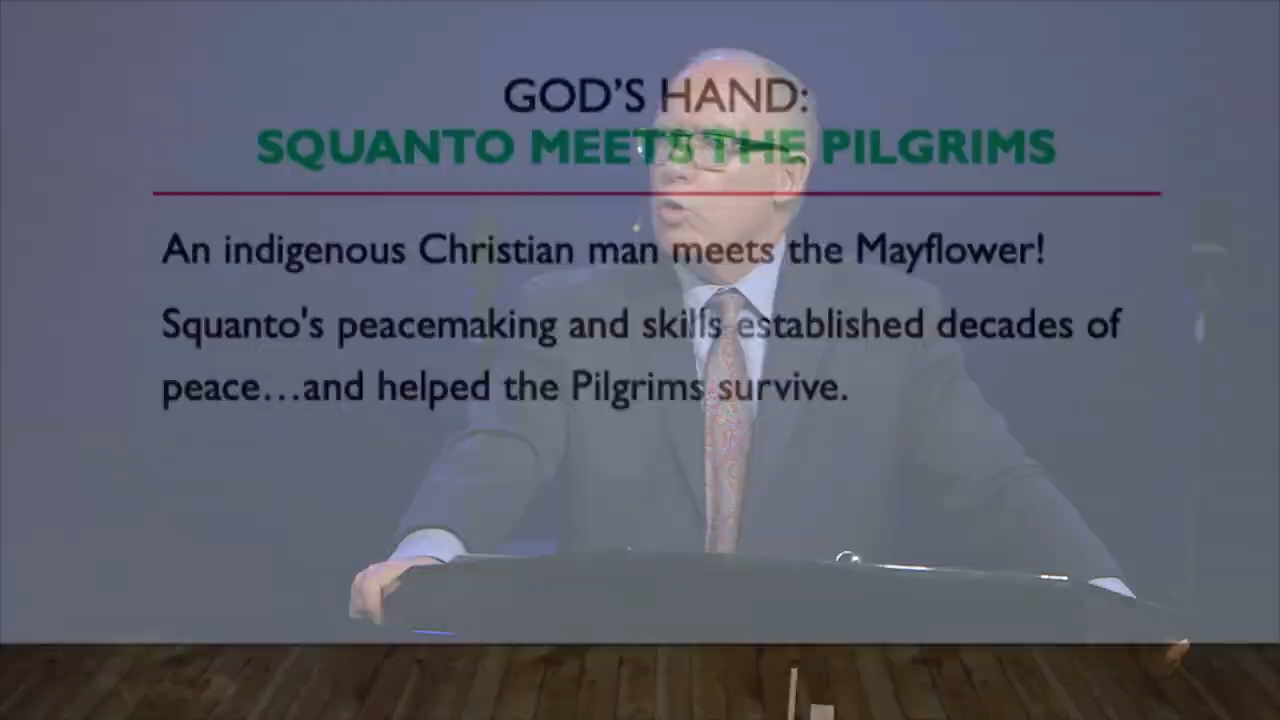 GOD'S HAND:
SQUANTO MEETS THE PILGRIMS
An indigenous Christian man meets the Mayflower!
Squanto's peacemaking and skills established decades of
peace…and helped the Pilgrims survive.